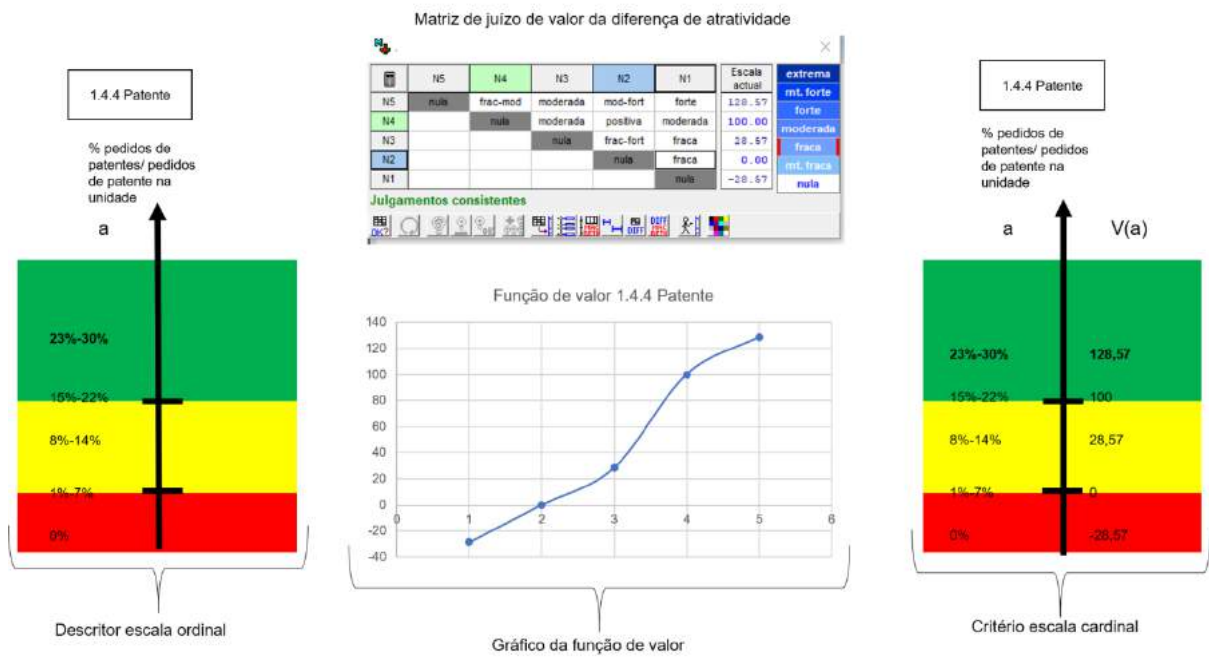 Matriz de juízo de valor da diferença de atratividade
1.4.4 Patente
% pedidos de
patentes/ pedidos
de patente na
unidade
a
23%-30%
15%-22%
8%-14%
1%-7%
0%
Descritor escala ordinal
N5 N4 N3 N2 N1 Escala actual
N5 nula frac-mod moderada mod-fort forte 128.57
N4 nula moderada positiva moderada 100.00
N3 nula frac-fort fraca 28.57
N2 nula fraca 0.00
N1 nula -28.57
extrema
mt. forte
forte
moderada
fraca
mt. fraca
nula
Julgamentos consistentes
OK?
DIFF
DIFF
Função de valor 1.4.4 Patente
140
120
100
80
60
40
20
0
-20
-40
0 1 2 3 4 5 6
Gráfico da função de valor
1.4.4 Patente
% pedidos de
patentes/ pedidos
de patente na
unidade
a V(a)
23%-30% 128,57
15%-22% 100
8%-14% 28,57
1%-7% 0
0% -28,57
Critério escala cardinal